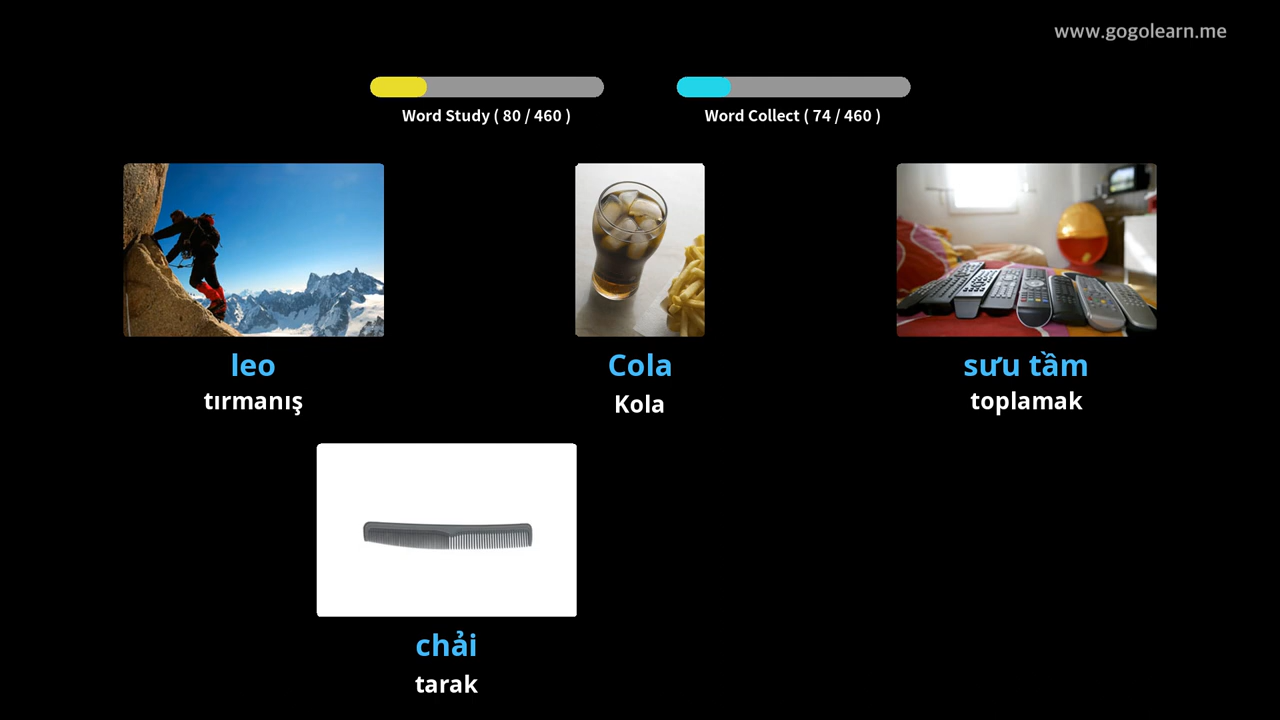 www.gogolearn.me
Word Study ( 80 / 460 )
Word Collect ( 74 / 460 )
leo
tırmanış
Cola
Kola
sưu tầm
toplamak
chải
tarak